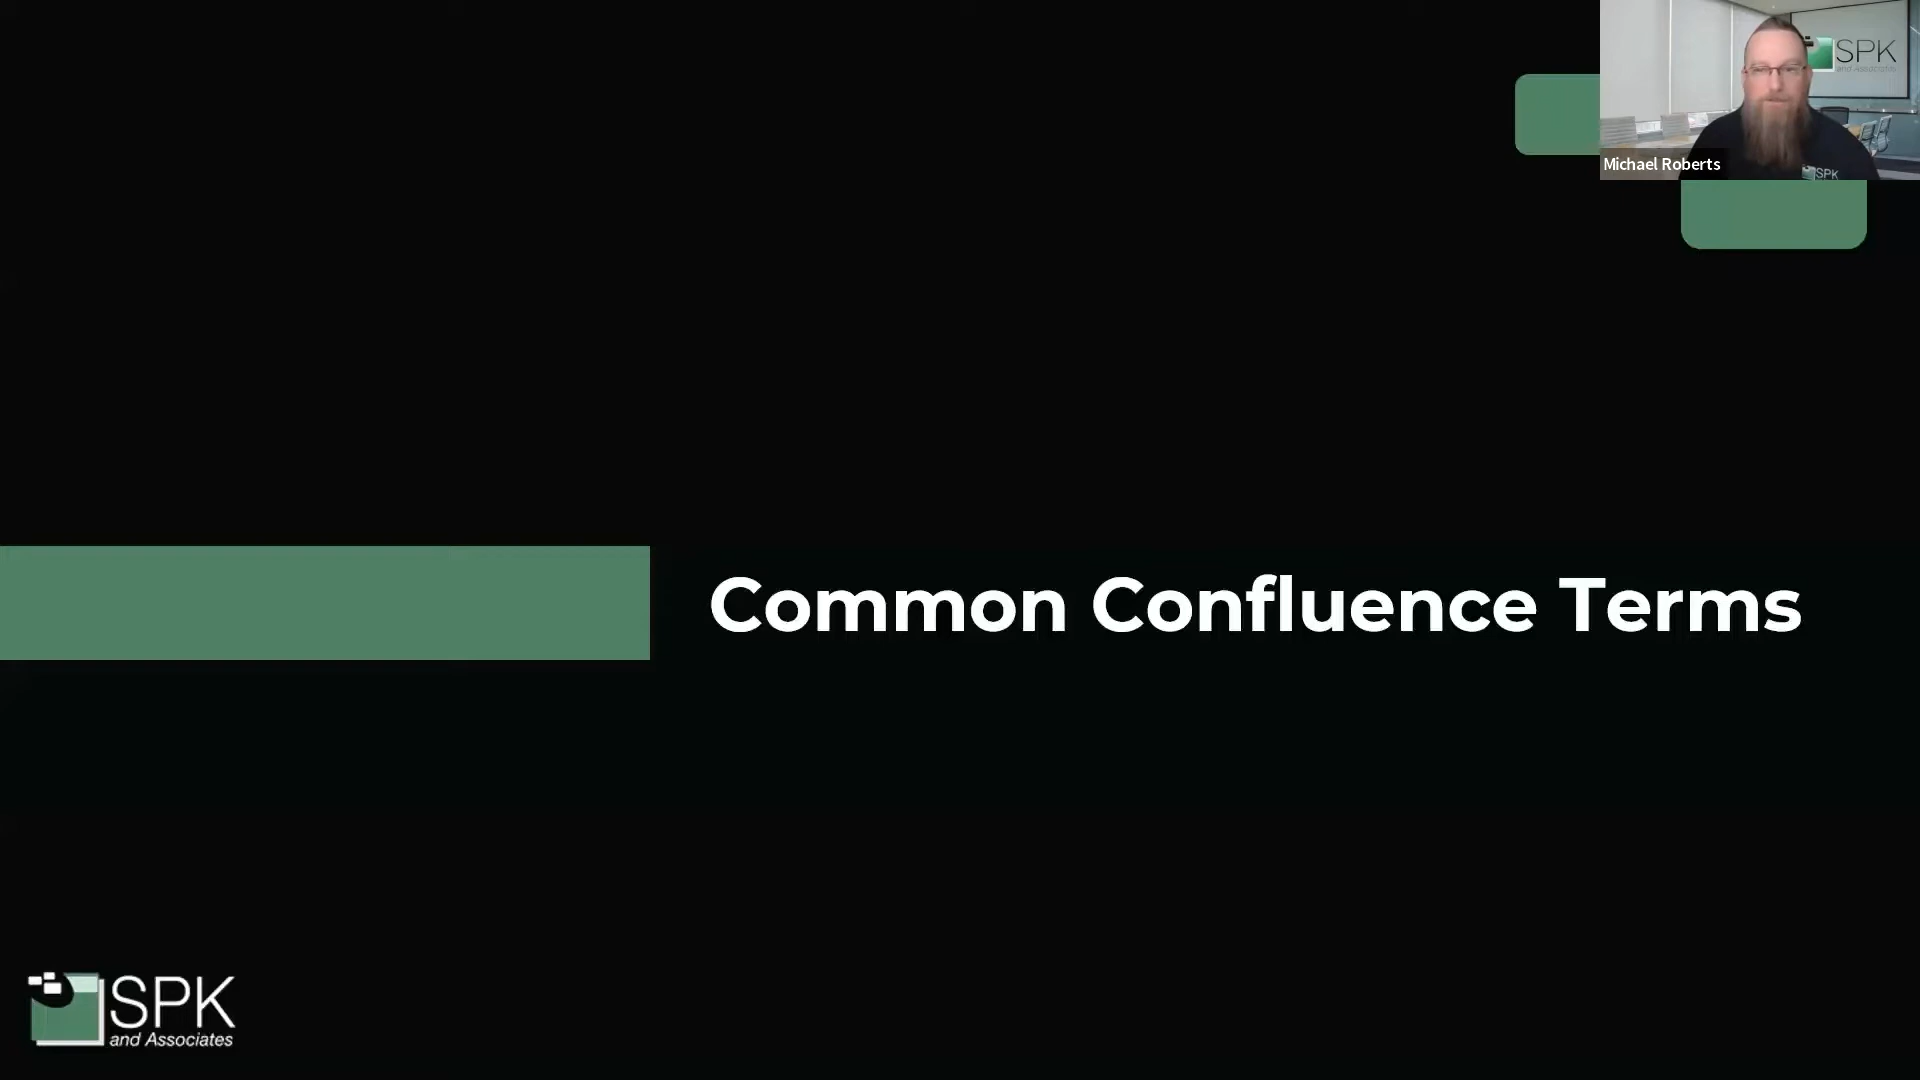 SPK
and Associates
Michael Roberts
SPK
Common Confluence Terms
SPK
and Associates